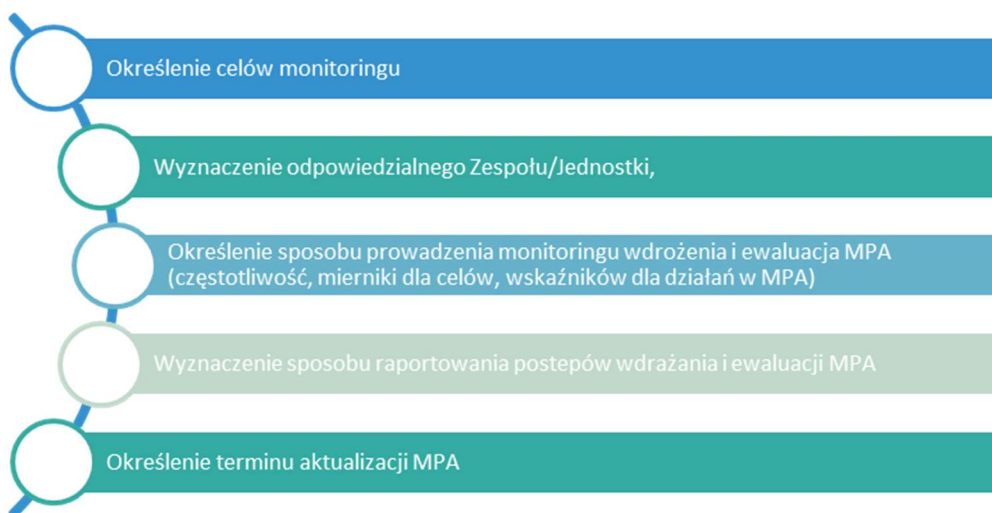 Określenie celów monitoringu
Wyznaczenie odpowiedzialnego Zespołu/Jednostki,
Określenie sposobu prowadzenia monitoringu wdrożenia i ewaluacja MPA
(częstotliwość, mierniki dla celów, wskaźników dla działań w MPA)
Wyznaczenie sposobu raportowania postepów wdrażania i ewaluacji MPA
Określenie terminu aktualizacji MPA